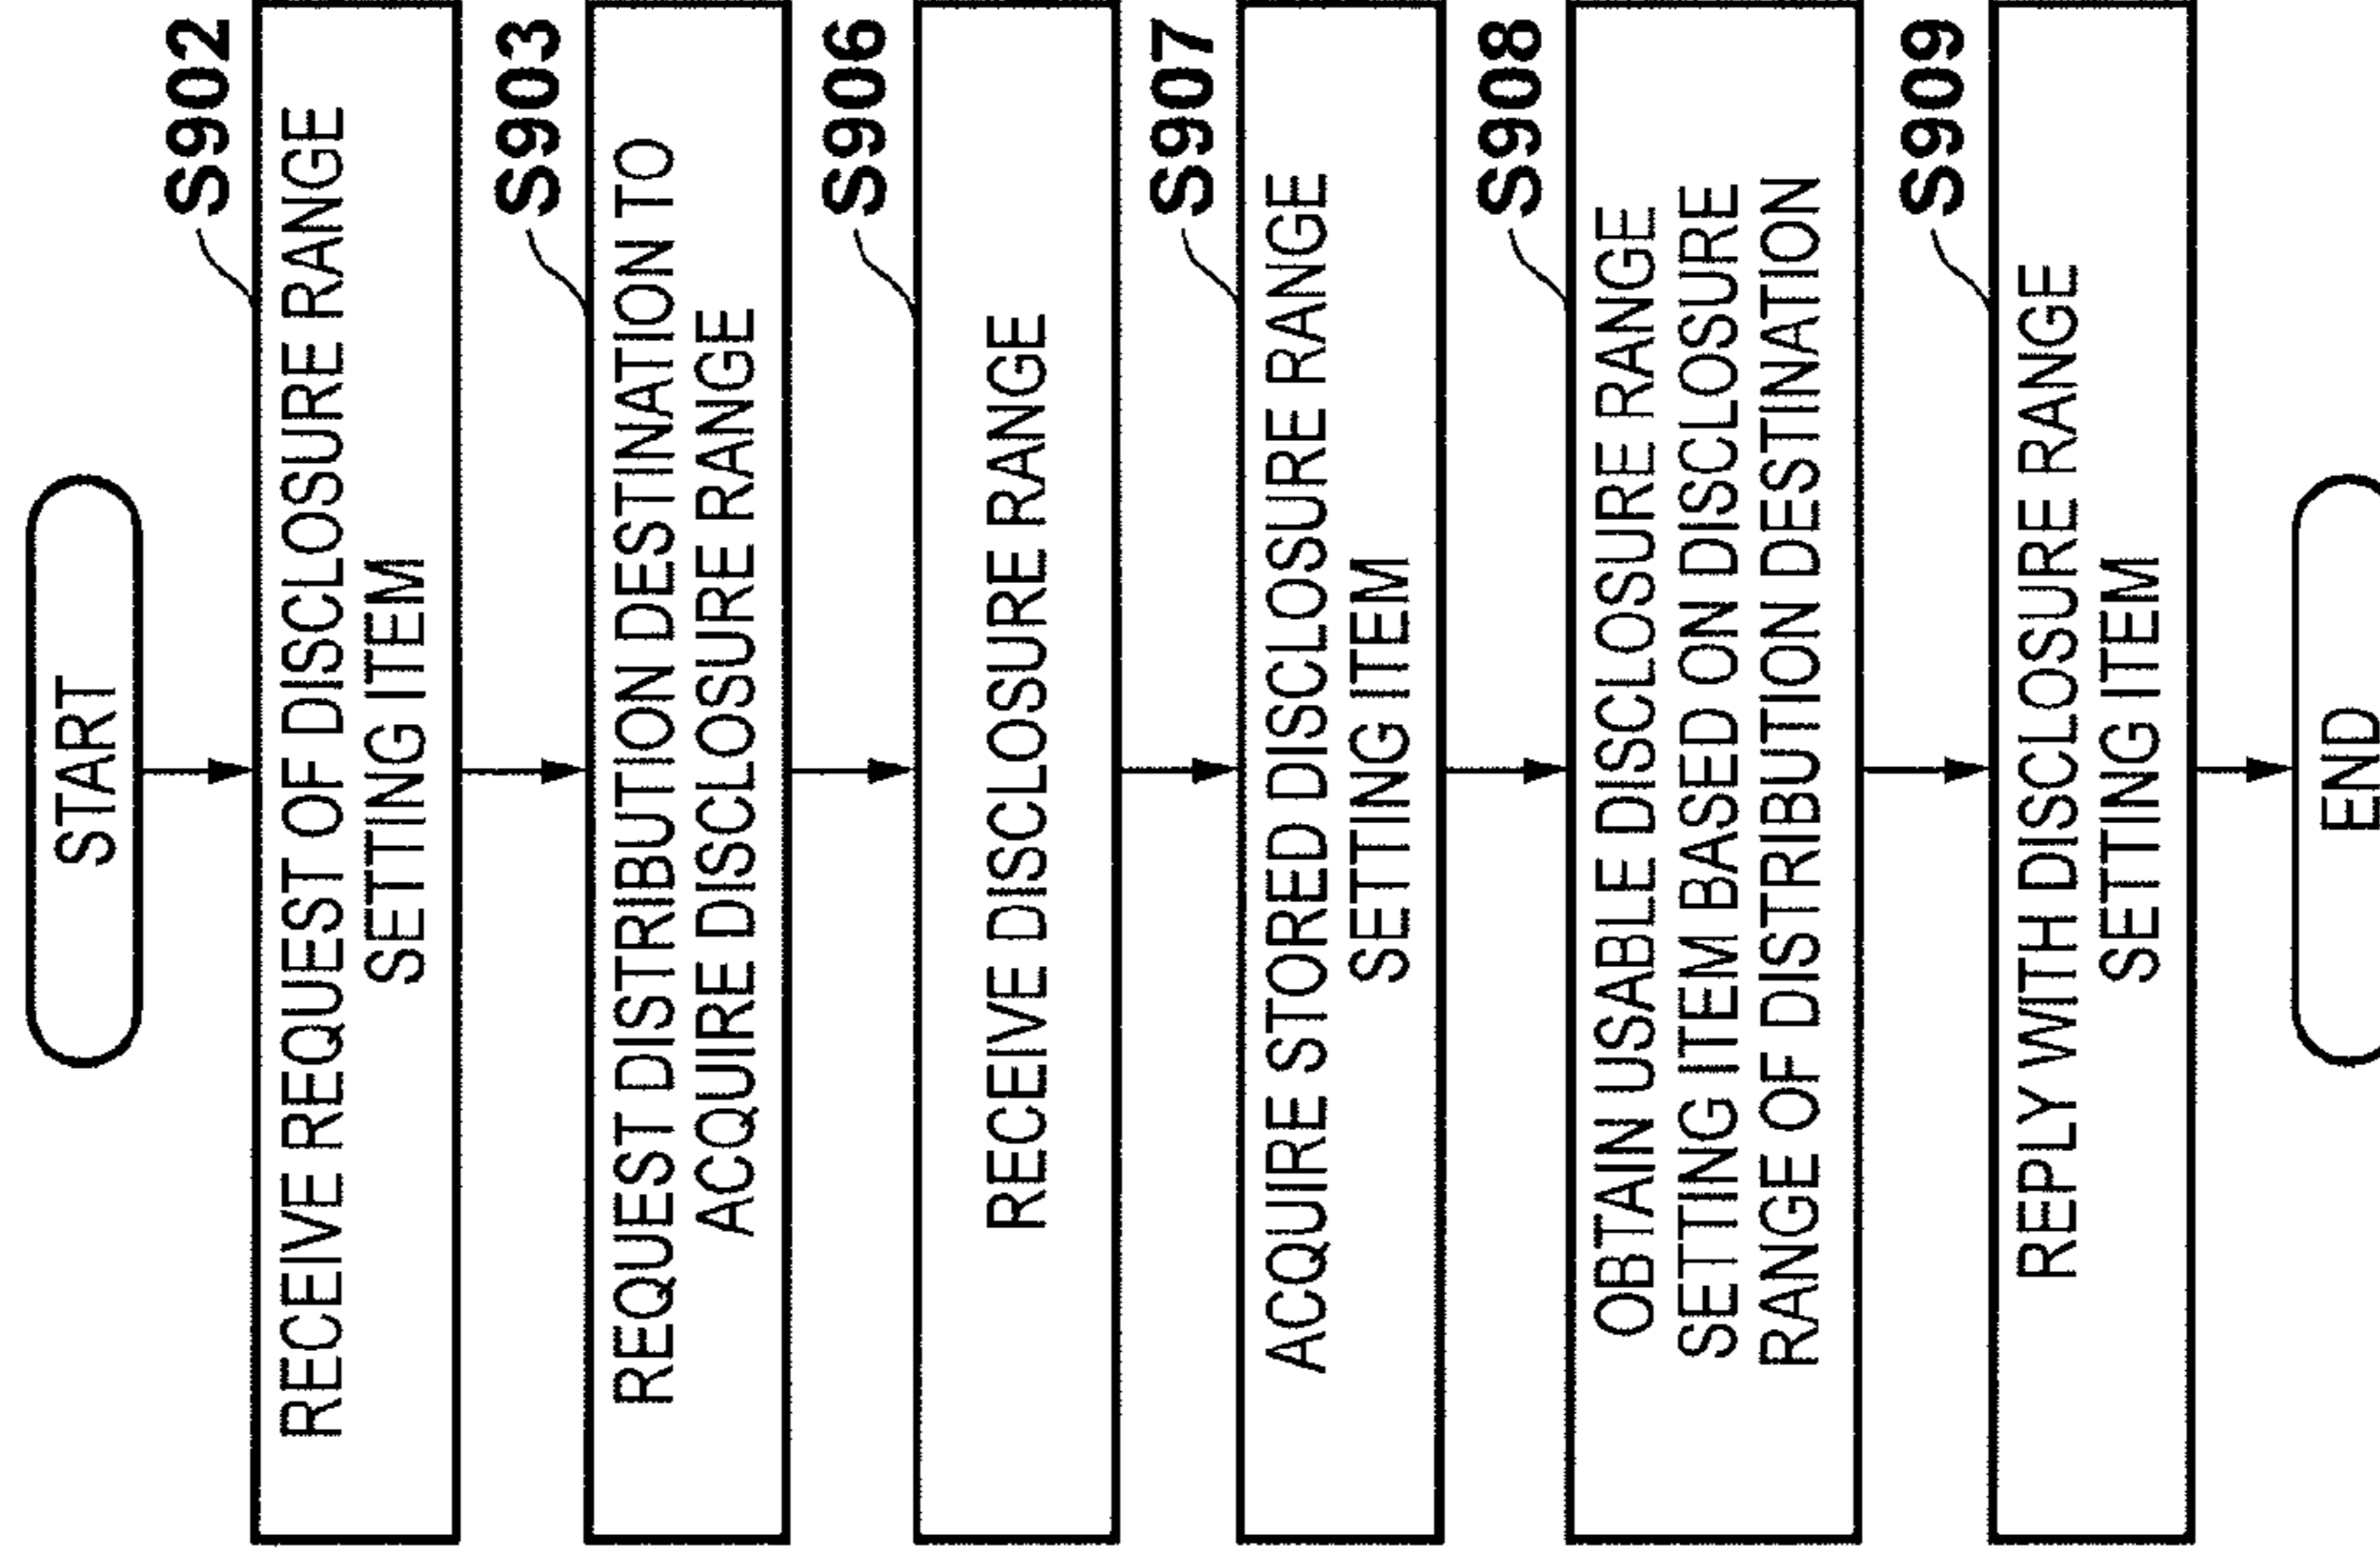 START
S902
RECEIVE REQUEST OF DISCLOSURE RANGE
SETTING ITEM
S903
REQUEST DISTRIBUTION DESTINATION TO
ACQUIRE DISCLOSURE RANGE
S906
RECEIVE DISCLOSURE RANGE
S907
ACQUIRE STORED DISCLOSURE RANGE
SETTING ITEM
S908
OBTAIN USABLE DISCLOSURE RANGE
SETTING ITEM BASED ON DISCLOSURE
RANGE OF DISTRIBUTION DESTINATION
S909
REPLY WITH DISCLOSURE RANGE
SETTING ITEM
END